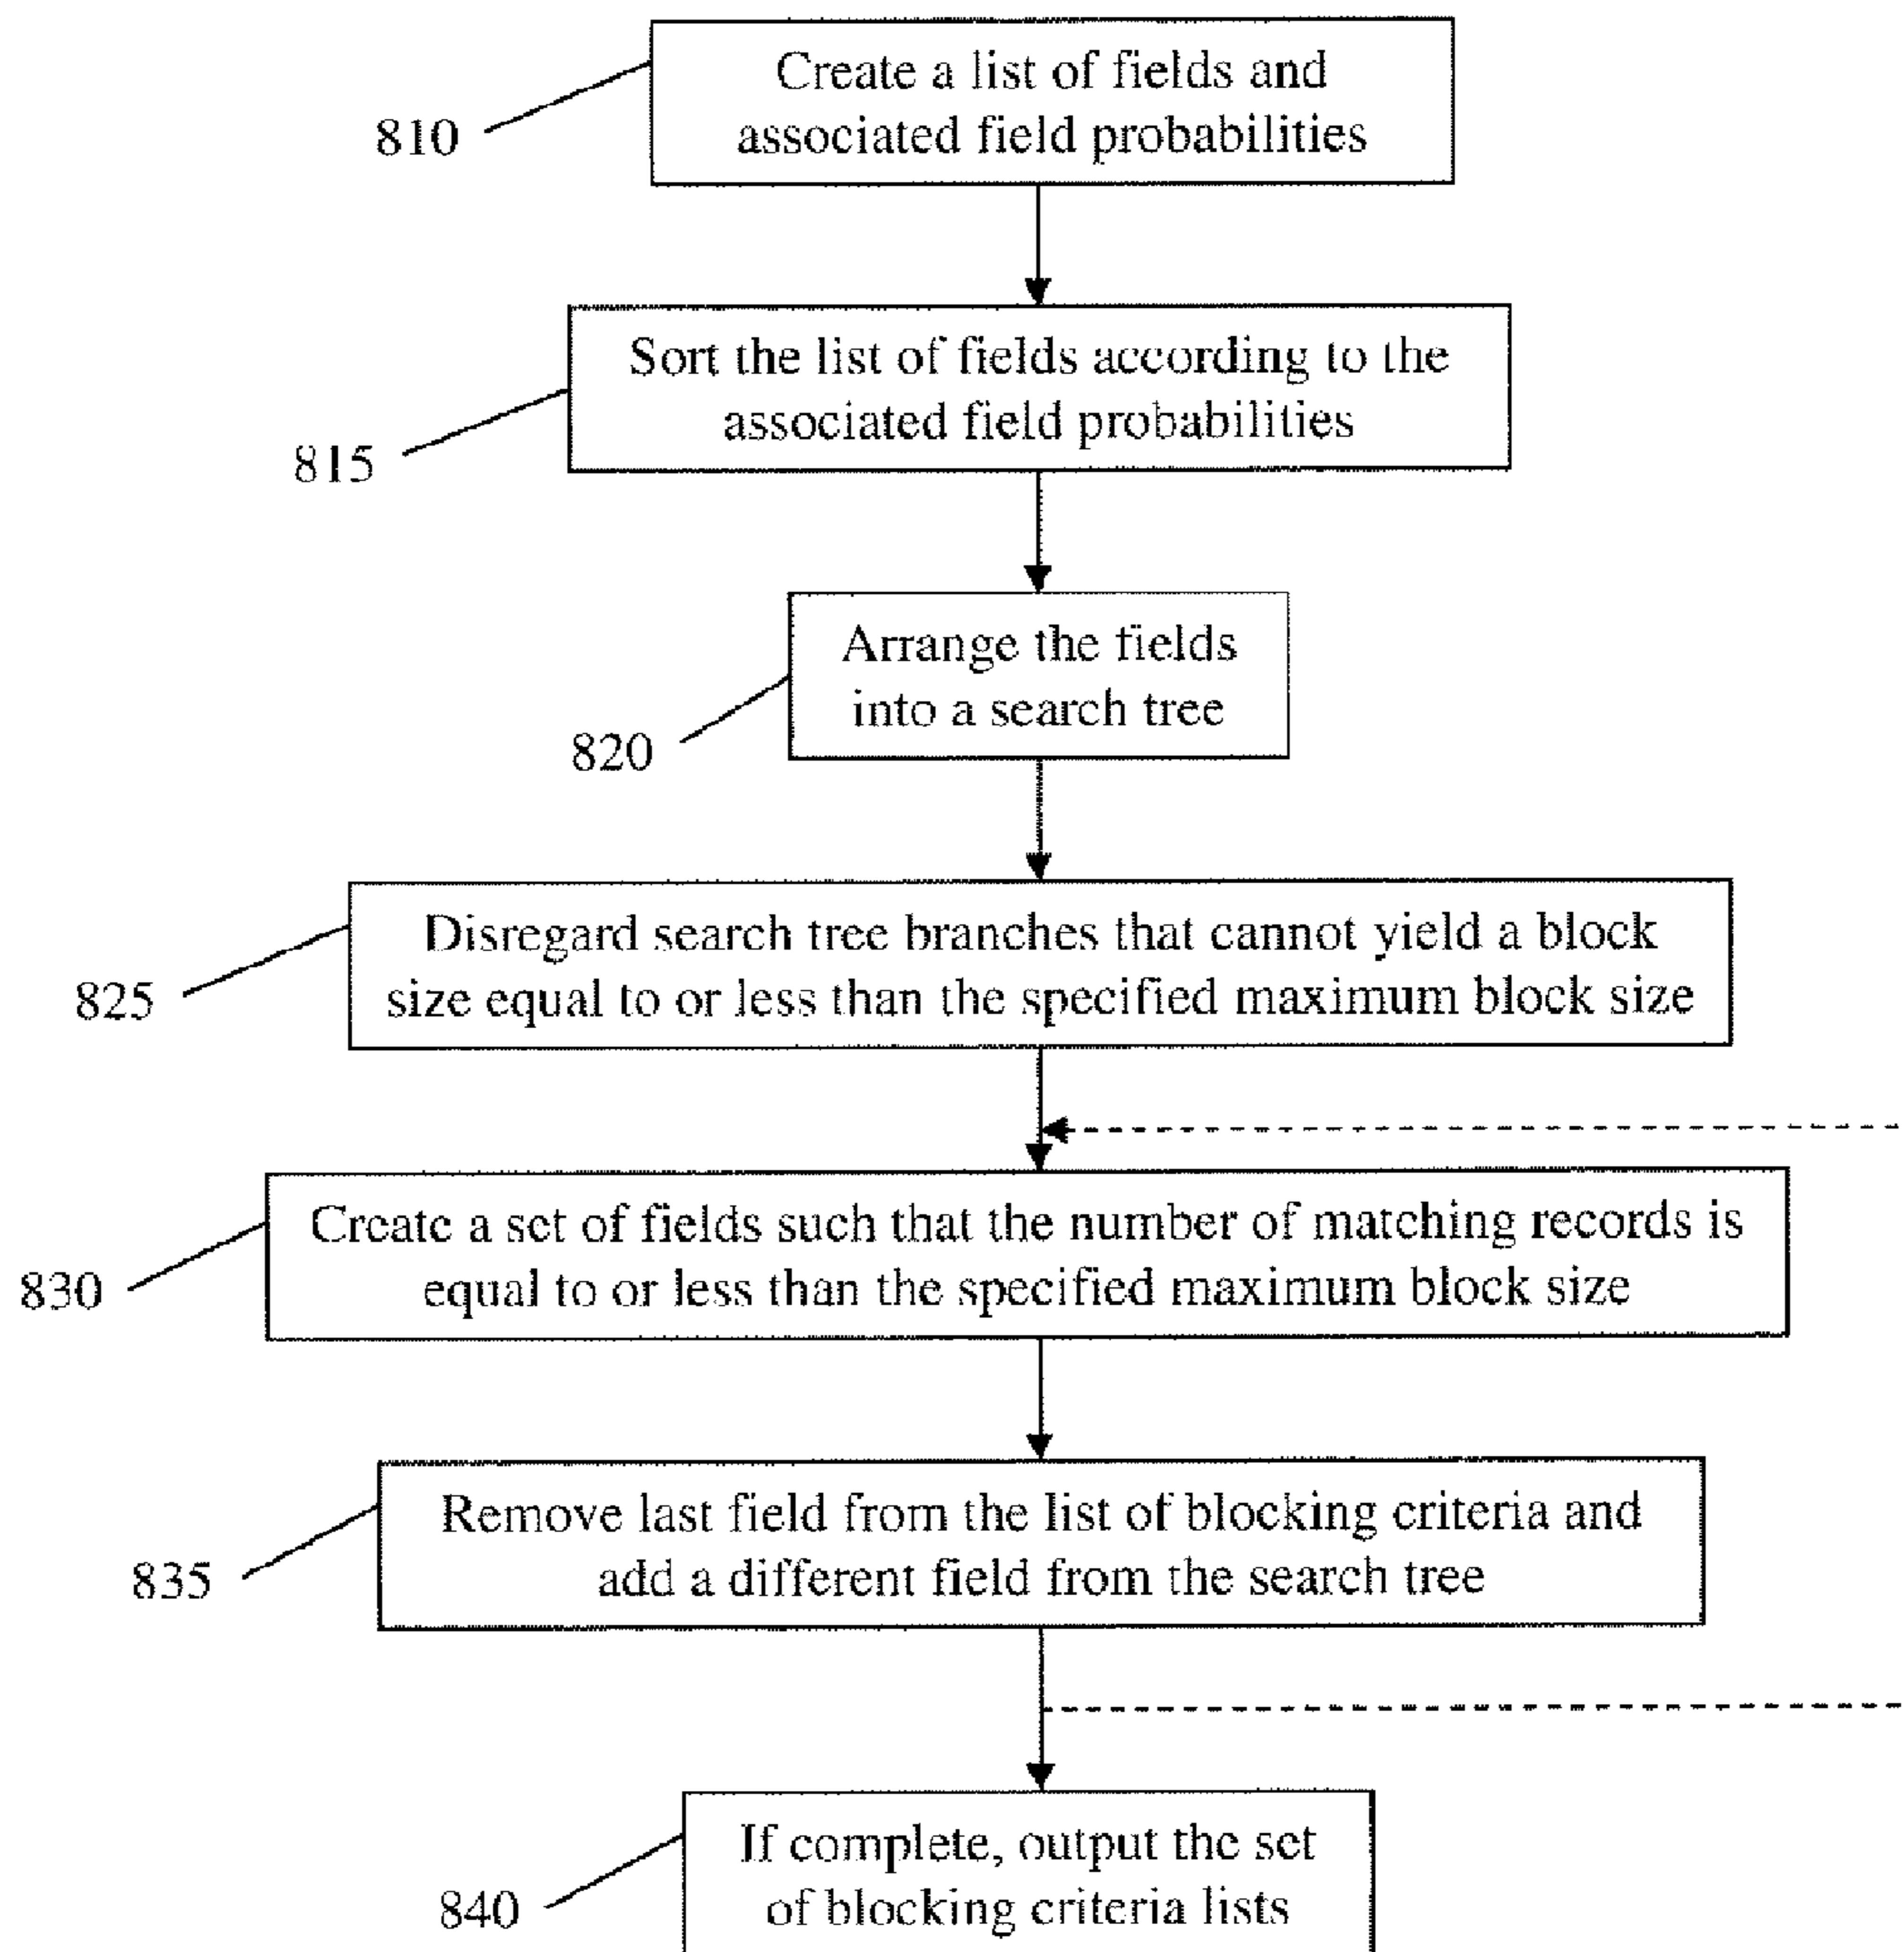 Create a list of fields and
associated field probabilities
810
Sort the list of fields according to the
associated field probabilities
815
Arrange the fields
into a search tree
820
Disregard search tree branches that cannot yield a block
size equal to or less than the specified maximum block size
825
Create a set of fields such that the number of matching records is
equal to or less than the specified maximum block size
830
Remove last field from the list of blocking criteria and
add a different field from the search tree
835
If complete, output the set
of blocking criteria lists
840